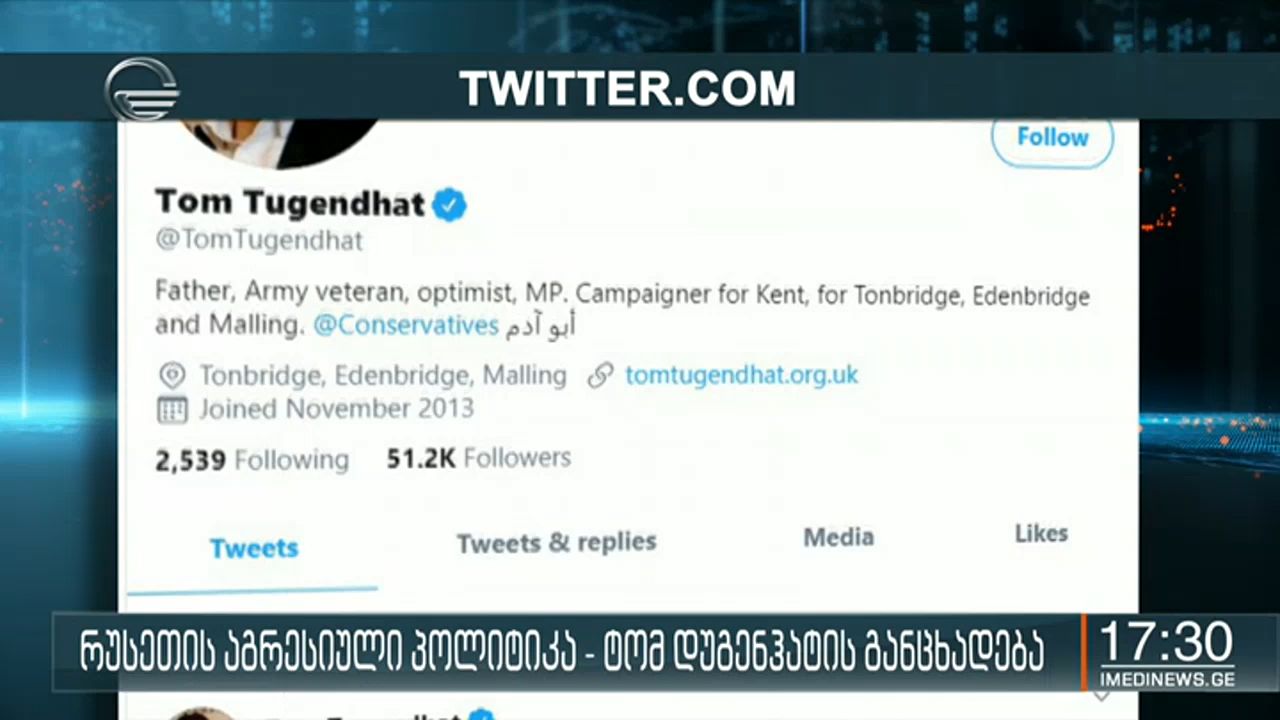 TWITTER.COM
Follow
Tom Tugendhat
@TomTugendhat
Father, Army veteran, optimist, MP. Campaigner for Kent, for Tonbridge, Edenbridge
and Malling. @Conservatives أبو آدم
Tonbridge, Edenbridge, Malling tomtugendhat.org.uk
Joined November 2013
2,539 Following 51.2K Followers
Tweets Tweets & replies Media Likes
რუსეთის აგრესიული პოლიტიკა - ტომ დუგენჰატის განცხადება
17:30
IMEDINEWS.GE